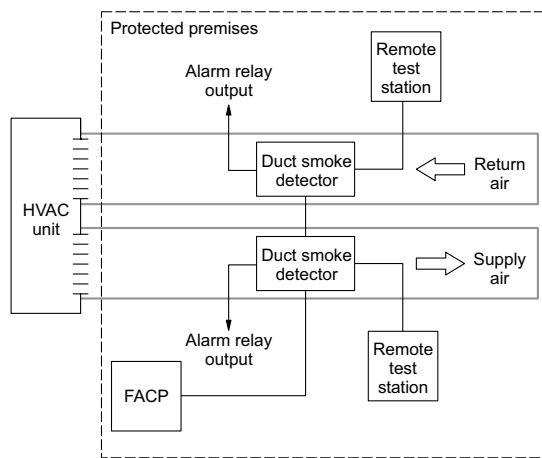 Protected premises
Remote
test
station
Alarm relay
output
Duct smoke
detector
Return
air
HVAC
unit
Duct smoke
detector
Supply
air
Alarm relay
output
Remote
test
station
FACP